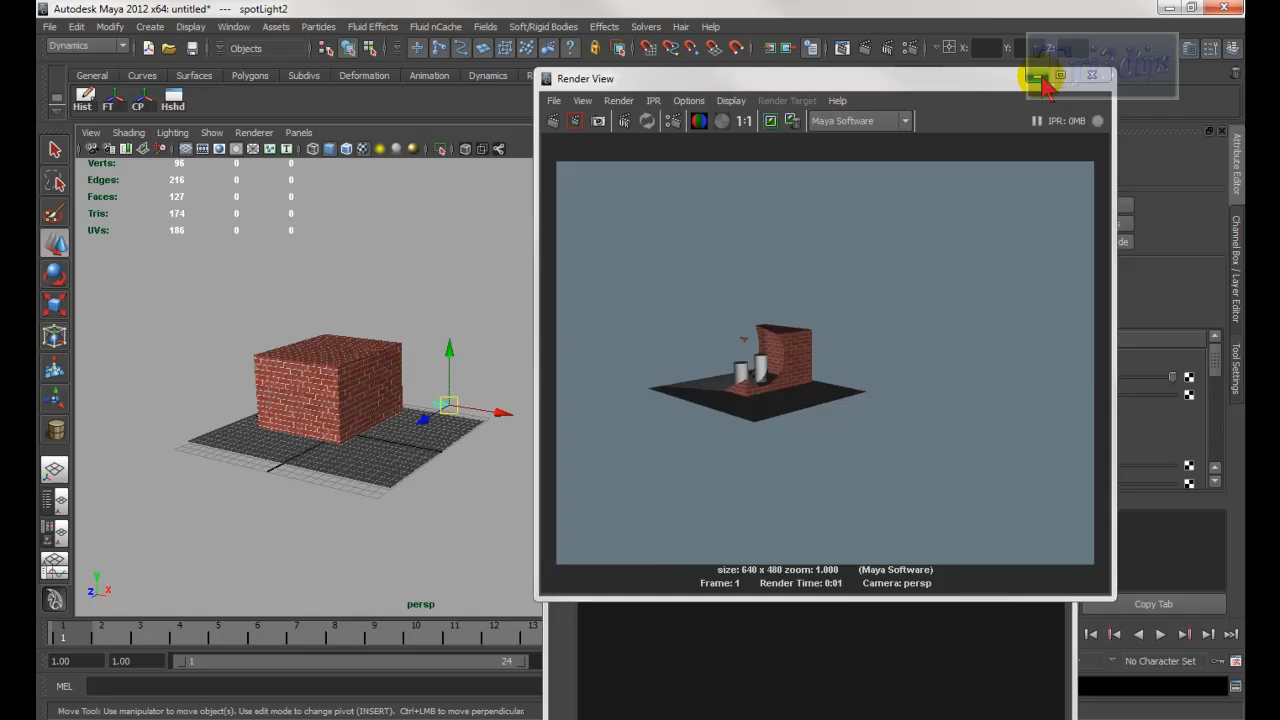 Autodesk Maya 2012 x64: untitled* --- spotLight2
File Edit Modify Create Display Window Assets Particles Fluid Effects Fluid nCache Fields Soft/Rigid Bodies Effects Solvers Hair Help
Dynamics Objects X: Y: Z:
General Curves Surfaces Polygons Subdivs Deformation Animation Dynamics R
Hist FT CP Hshd
Render View
File View Render IPR Options Display Render Target Help
1:1 Maya Software IPR: 0MB
View Shading Lighting Show Renderer Panels
Verts: 96 0 0
Edges: 216 0 0
Faces: 127 0 0
Tris: 174 0 0
UVs: 186 0 0
y
z x
persp
size: 640 x 480 zoom: 1.000 (Maya Software)
Frame: 1 Render Time: 0:01 Camera: persp
Attribute Editor
Channel Box / Layer Editor
Tool Settings
de
Copy Tab
1 2 3 4 5 6 7 8 9 10 11 12 13
1
1.00 1.00 1 24 No Character Set
MEL
Move Tool: Use manipulator to move object(s). Use edit mode to change pivot (INSERT). Ctrl+LMB to move perpendicular.